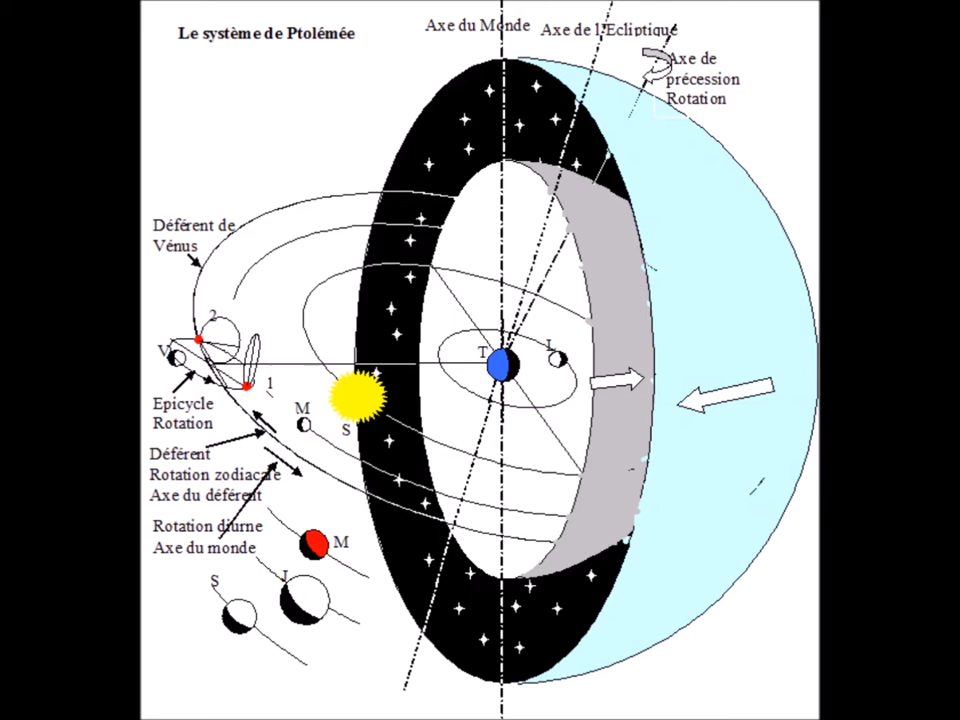 Le système de Ptolémée
Axe du Monde
Axe de l'Ecliptique
Axe de
précession
Rotation
Déférent de
Vénus
2
V
T
L
1
Epicycle
Rotation
M
S
Déférent
Rotation zodiacale
Axe du déférent
Rotation diurne
Axe du monde
M
S
J